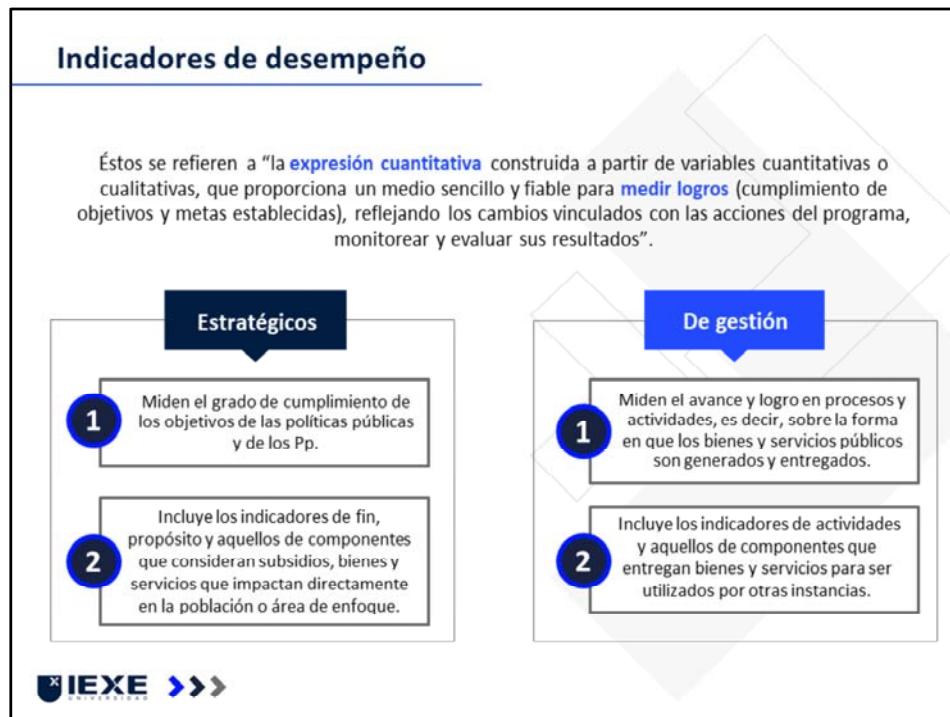 Indicadores de desempeño
Éstos se refieren a “la expresión cuantitativa construida a partir de variables cuantitativas o
cualitativas, que proporciona un medio sencillo y fiable para medir logros (cumplimiento de
objetivos y metas establecidas), reflejando los cambios vinculados con las acciones del programa,
monitorear y evaluar sus resultados”.
Estratégicos
1
Miden el grado de cumplimiento de
los objetivos de las políticas públicas
y de los Pp.
2
Incluye los indicadores de fin,
propósito y aquellos de componentes
que consideran subsidios, bienes y
servicios que impactan directamente
en la población o área de enfoque.
De gestión
1
Miden el avance y logro en procesos y
actividades, es decir, sobre la forma
en que los bienes y servicios públicos
son generados y entregados.
2
Incluye los indicadores de actividades
y aquellos de componentes que
entregan bienes y servicios para ser
utilizados por otras instancias.
IEXE
UNIVERSIDAD